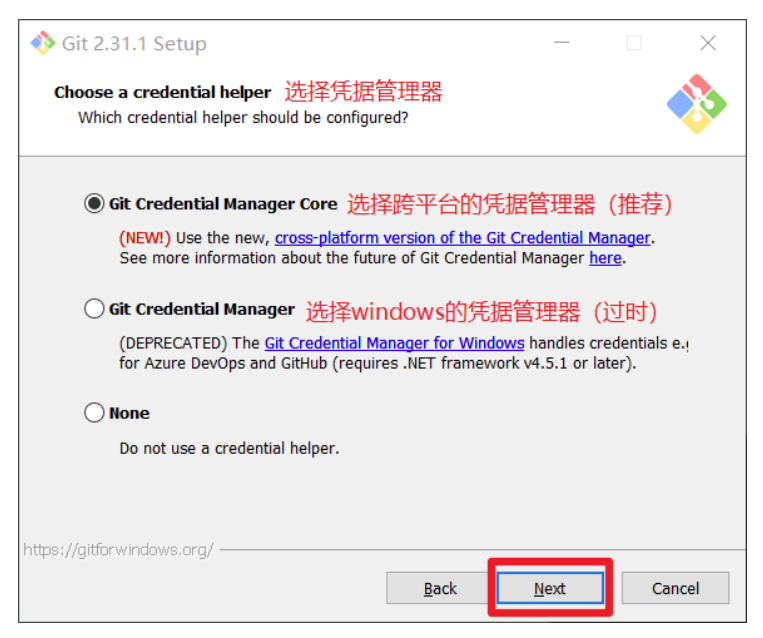 Git 2.31.1 Setup
Choose a credential helper 选择凭据管理器
Which credential helper should be configured?
Git Credential Manager Core 选择跨平台的凭据管理器（推荐）
(NEW!) Use the new, cross-platform version of the Git Credential Manager.
See more information about the future of Git Credential Manager here.
Git Credential Manager 选择windows的凭据管理器（过时）
(DEPRECATED) The Git Credential Manager for Windows handles credentials e.
for Azure DevOps and GitHub (requires .NET framework v4.5.1 or later).
None
Do not use a credential helper.
https://gitforwindows.org/
Back Next Cancel